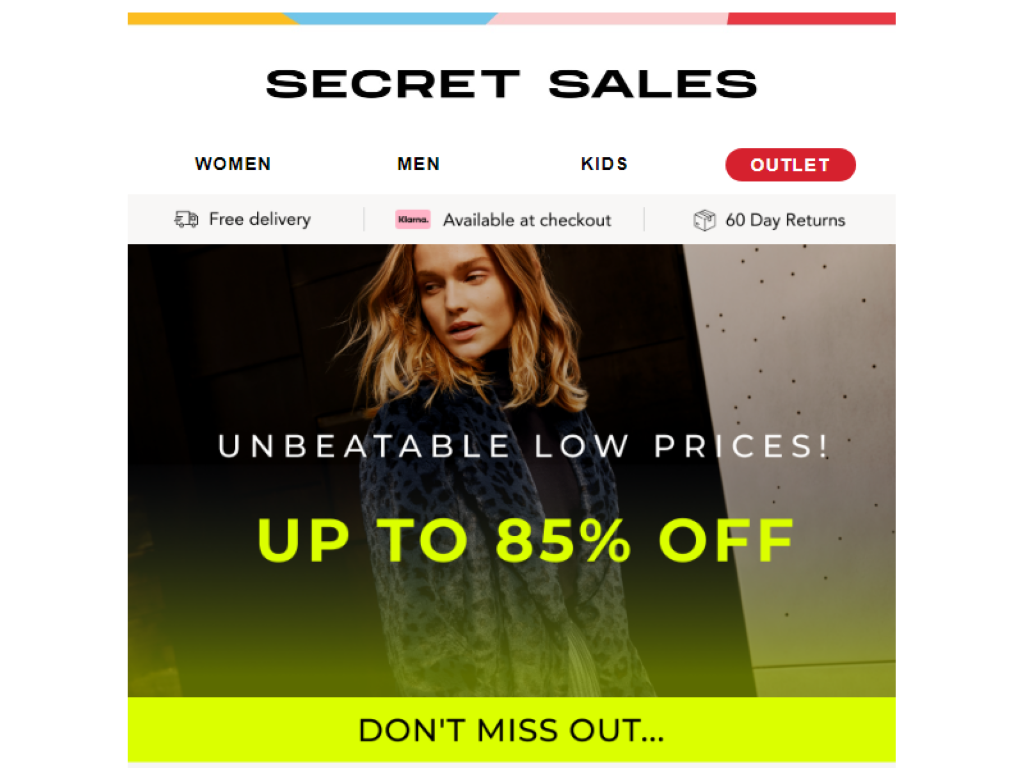 SECRET SALES
WOMEN MEN KIDS OUTLET
Free delivery Klarna. Available at checkout 60 Day Returns
UNBEATABLE LOW PRICES!
UP TO 85% OFF
DON'T MISS OUT...